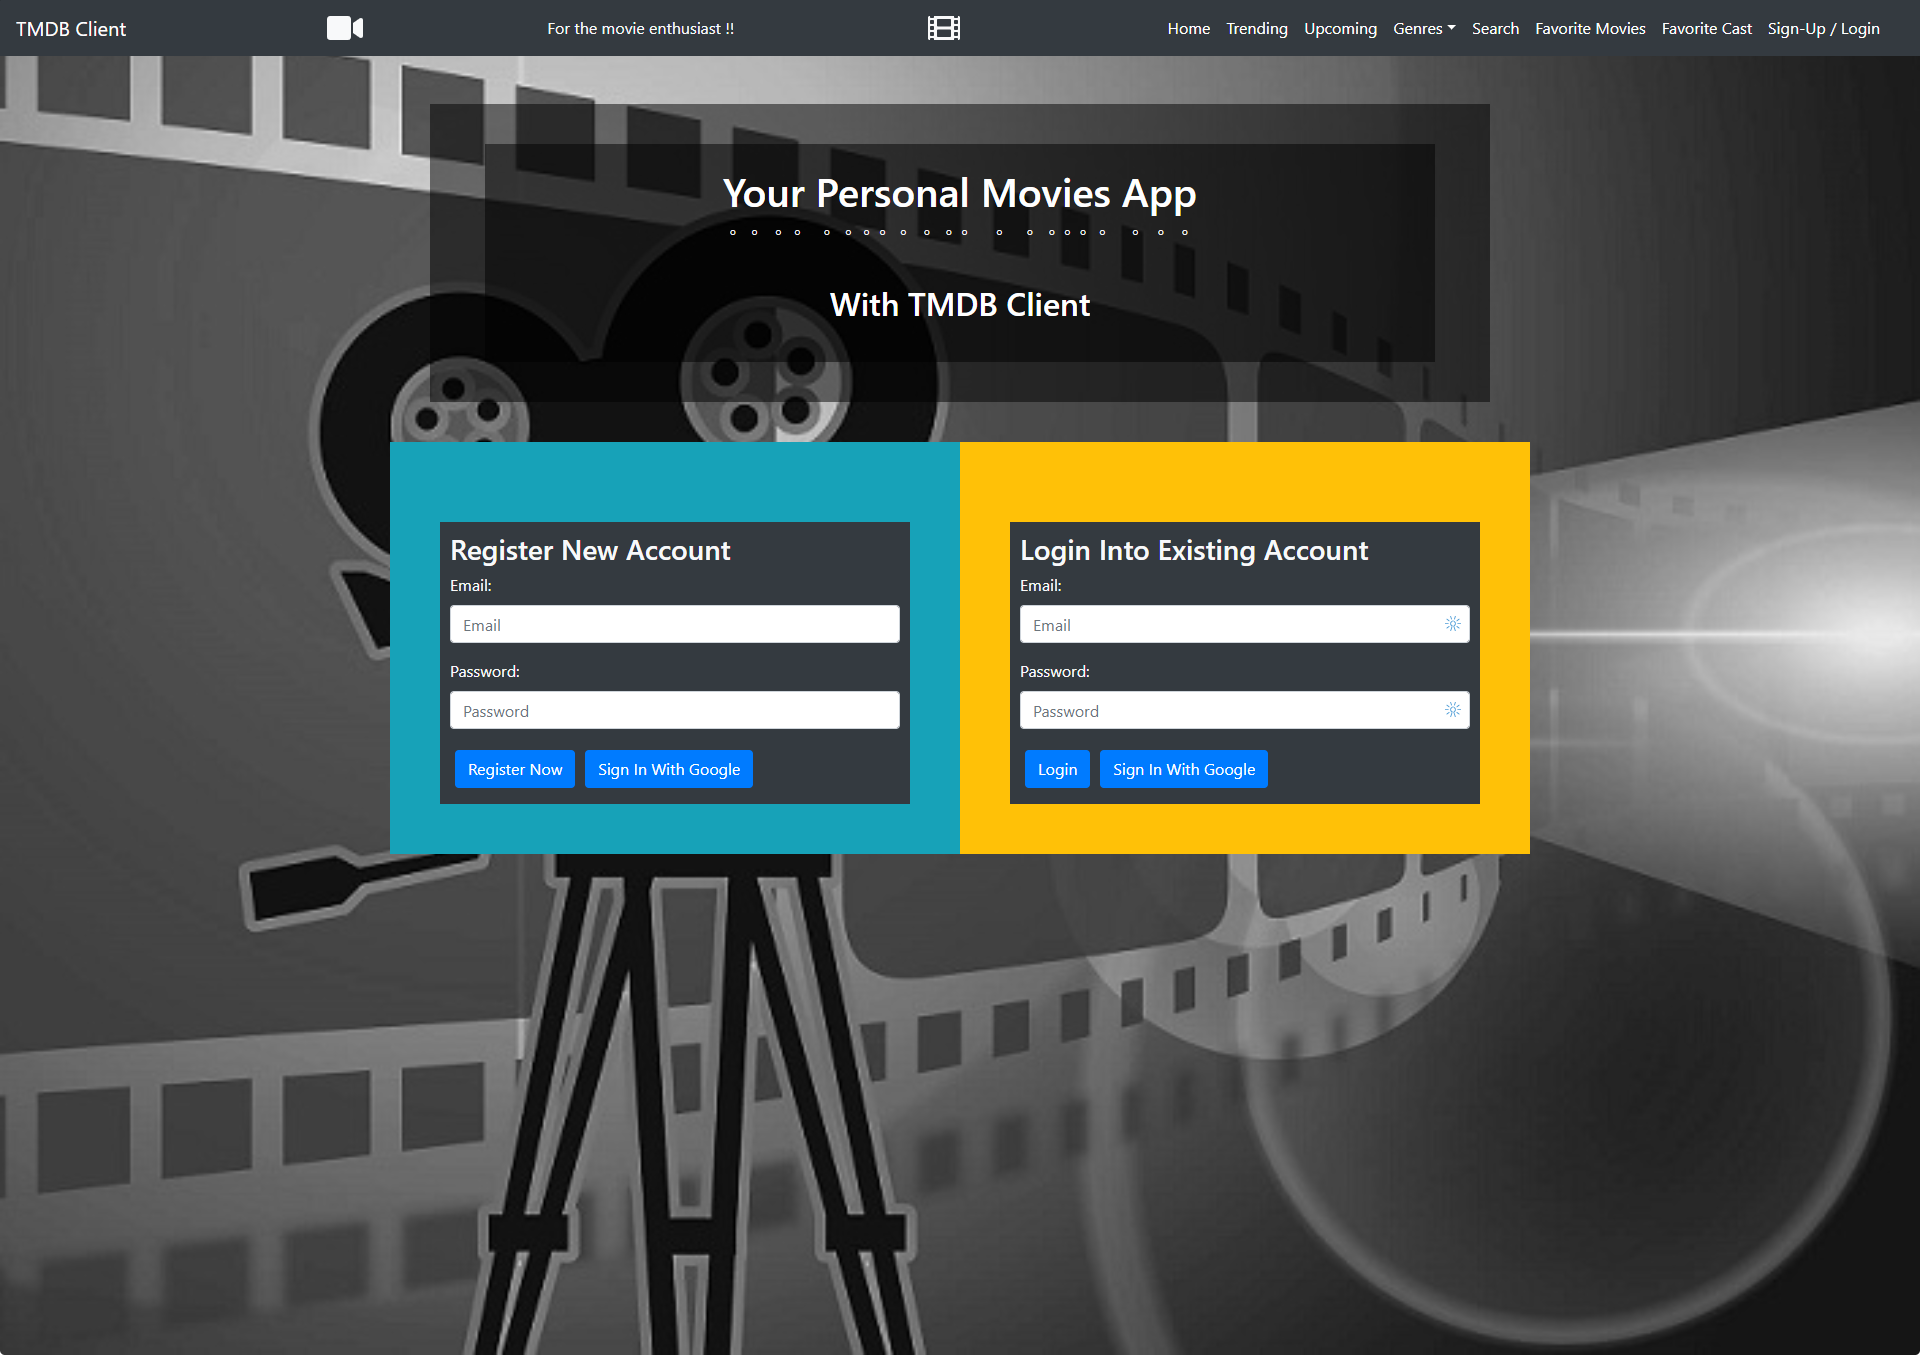 TMDB Client
For the movie enthusiast !!
Home Trending Upcoming Genres Search Favorite Movies Favorite Cast Sign-Up / Login
Your Personal Movies App
With TMDB Client
Register New Account
Email:
Email
Password:
Password
Register Now Sign In With Google
Login Into Existing Account
Email:
Email
Password:
Password
Login Sign In With Google